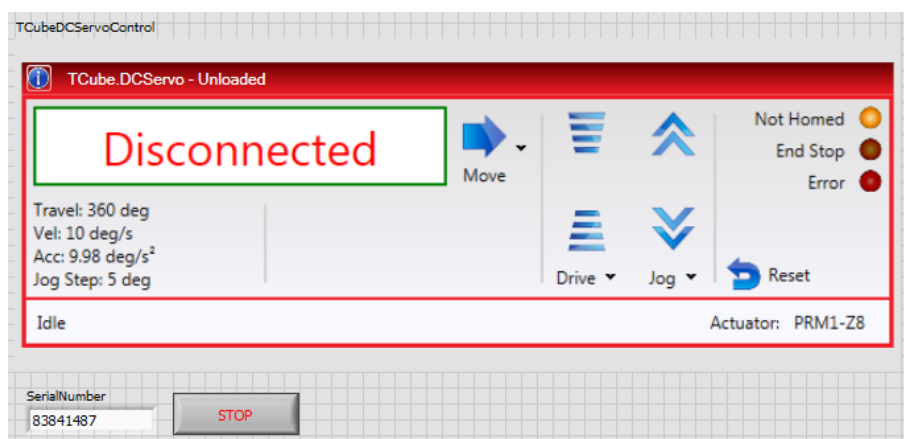 TCubeDCServoControl
TCube.DCServo - Unloaded
Disconnected
Move
Not Homed
End Stop
Error
Travel: 360 deg
Vel: 10 deg/s
Acc: 9.98 deg/s²
Jog Step: 5 deg
Drive
Jog
Reset
Idle
Actuator: PRM1-Z8
SerialNumber
83841487
STOP